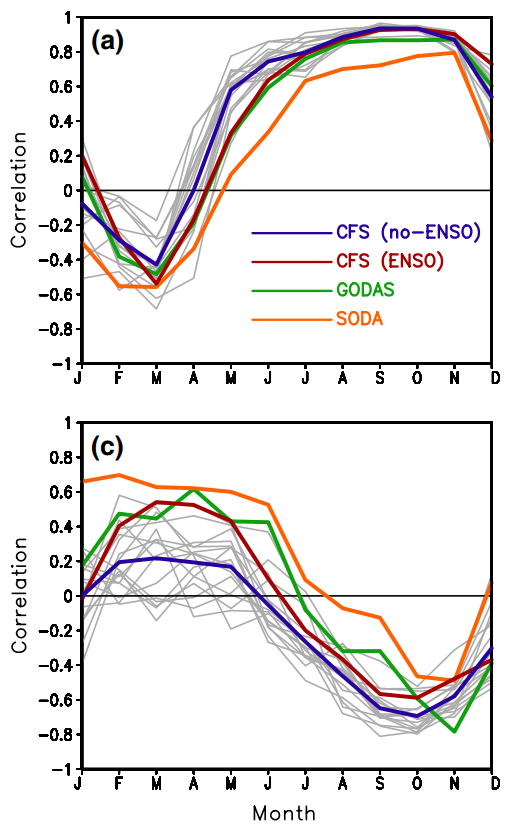 (a)
1
0.8
0.6
0.4
0.2
0
-0.2
-0.4
-0.6
-0.8
-1
Correlation
CFS (no-ENSO)
CFS (ENSO)
GODAS
SODA
J F M A M J J A S O N D
(c)
1
0.8
0.6
0.4
0.2
0
-0.2
-0.4
-0.6
-0.8
-1
Correlation
J F M A M J J A S O N D
Month